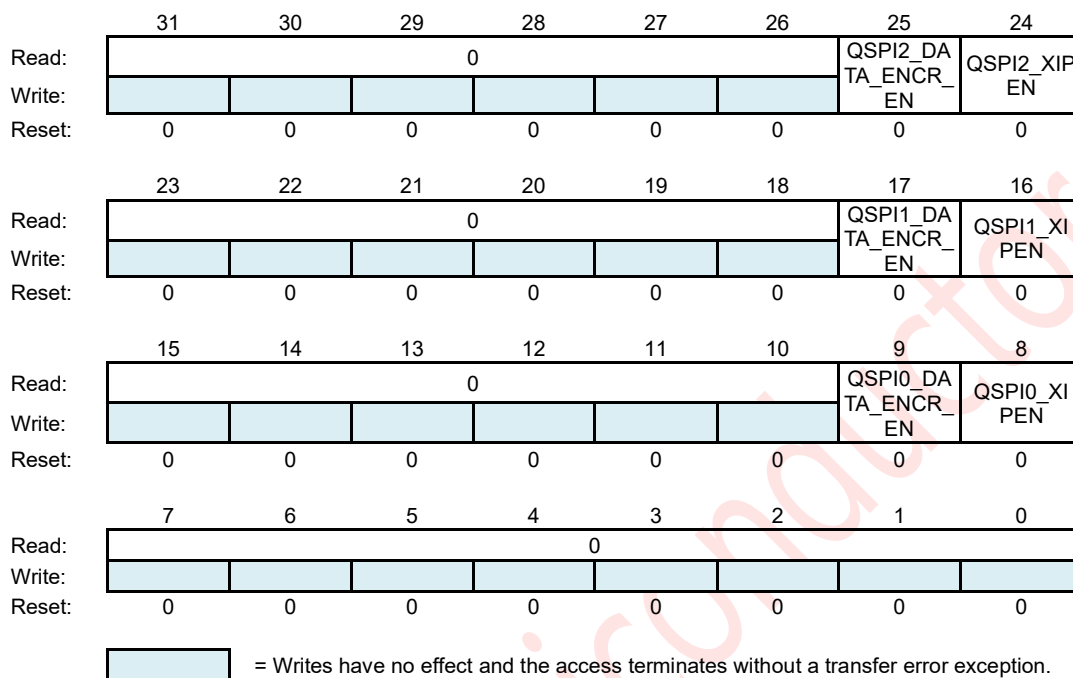 31 30 29 28 27 26 25 24
Read: 0 QSPI2_DA
TA_ENCR_
EN QSPI2_XIP
EN
Write:
Reset: 0 0 0 0 0 0 0 0
23 22 21 20 19 18 17 16
Read: 0 QSPI1_DA
TA_ENCR_
EN QSPI1_XI
PEN
Write:
Reset: 0 0 0 0 0 0 0 0
15 14 13 12 11 10 9 8
Read: 0 QSPI0_DA
TA_ENCR_
EN QSPI0_XI
PEN
Write:
Reset: 0 0 0 0 0 0 0 0
7 6 5 4 3 2 1 0
Read: 0
Write:
Reset: 0 0 0 0 0 0 0 0
= Writes have no effect and the access terminates without a transfer error exception.